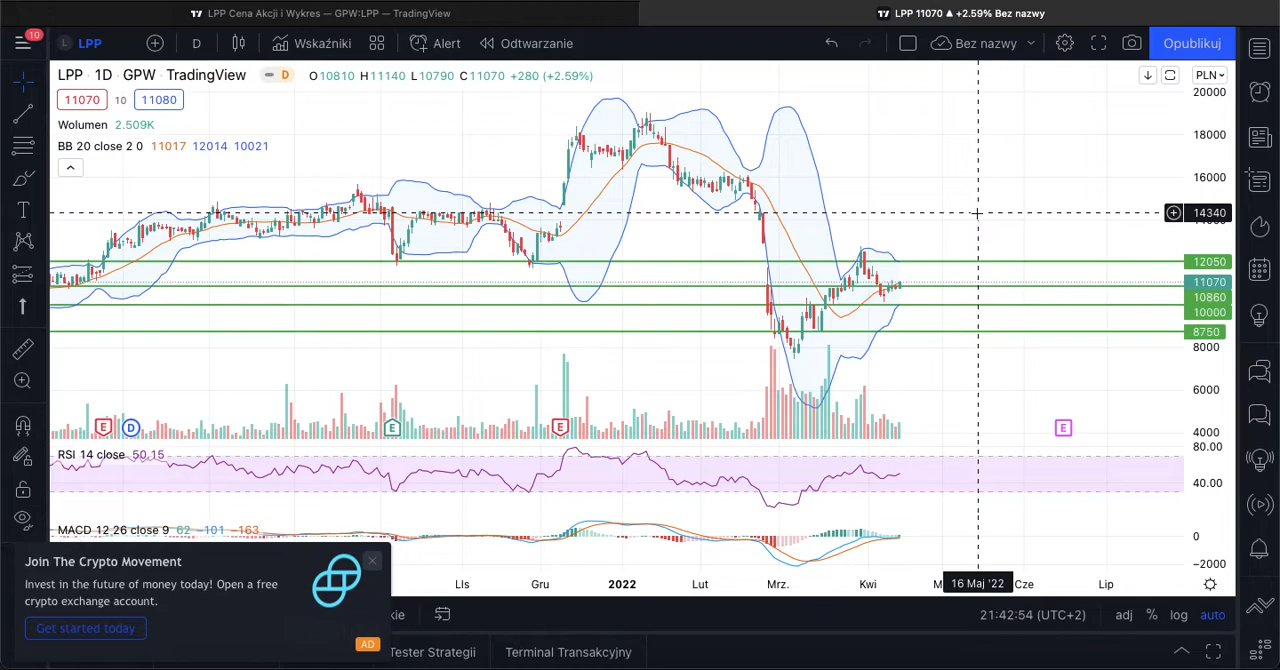 LPP Cena Akcji i Wykres — GPW:LPP — TradingView
LPP 11070 ▲ +2.59% Bez nazwy
10
L LPP D Wskaźniki Alert Odtwarzanie Bez nazwy Opublikuj
LPP · 1D · GPW · TradingView D O10810 H11140 L10790 C11070 +280 (+2.59%)
PLN
11070 10 11080
Wolumen 2.509K
BB 20 close 2 0 11017 12014 10021
20000
18000
16000
14340
12050
11070
10860
10000
8750
8000
6000
4000
E D E E E
RSI 14 close 50.15
80.00
40.00
MACD 12 26 close 9 62 −101 −163
0
−2000
Lis Gru 2022 Lut Mrz. Kwi M 16 Maj '22 Cze Lip
Join The Crypto Movement
Invest in the future of money today! Open a free
crypto exchange account.
Get started today
AD
kie
21:42:54 (UTC+2) adj % log auto
Tester Strategii Terminal Transakcyjny